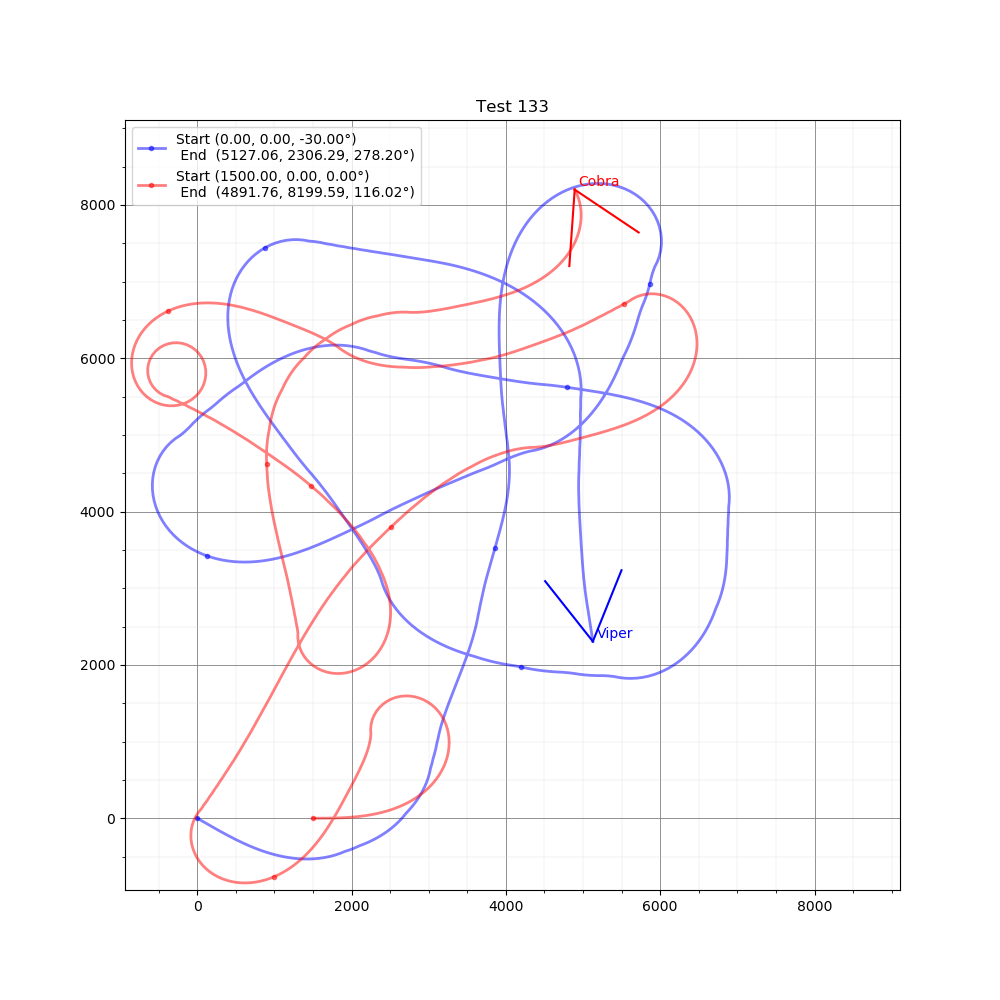 Test 133
Start (0.00, 0.00, -30.00°)
End  (5127.06, 2306.29, 278.20°)
Start (1500.00, 0.00, 0.00°)
End  (4891.76, 8199.59, 116.02°)
Cobra
Viper
8000
6000
4000
2000
0
0
2000
4000
6000
8000